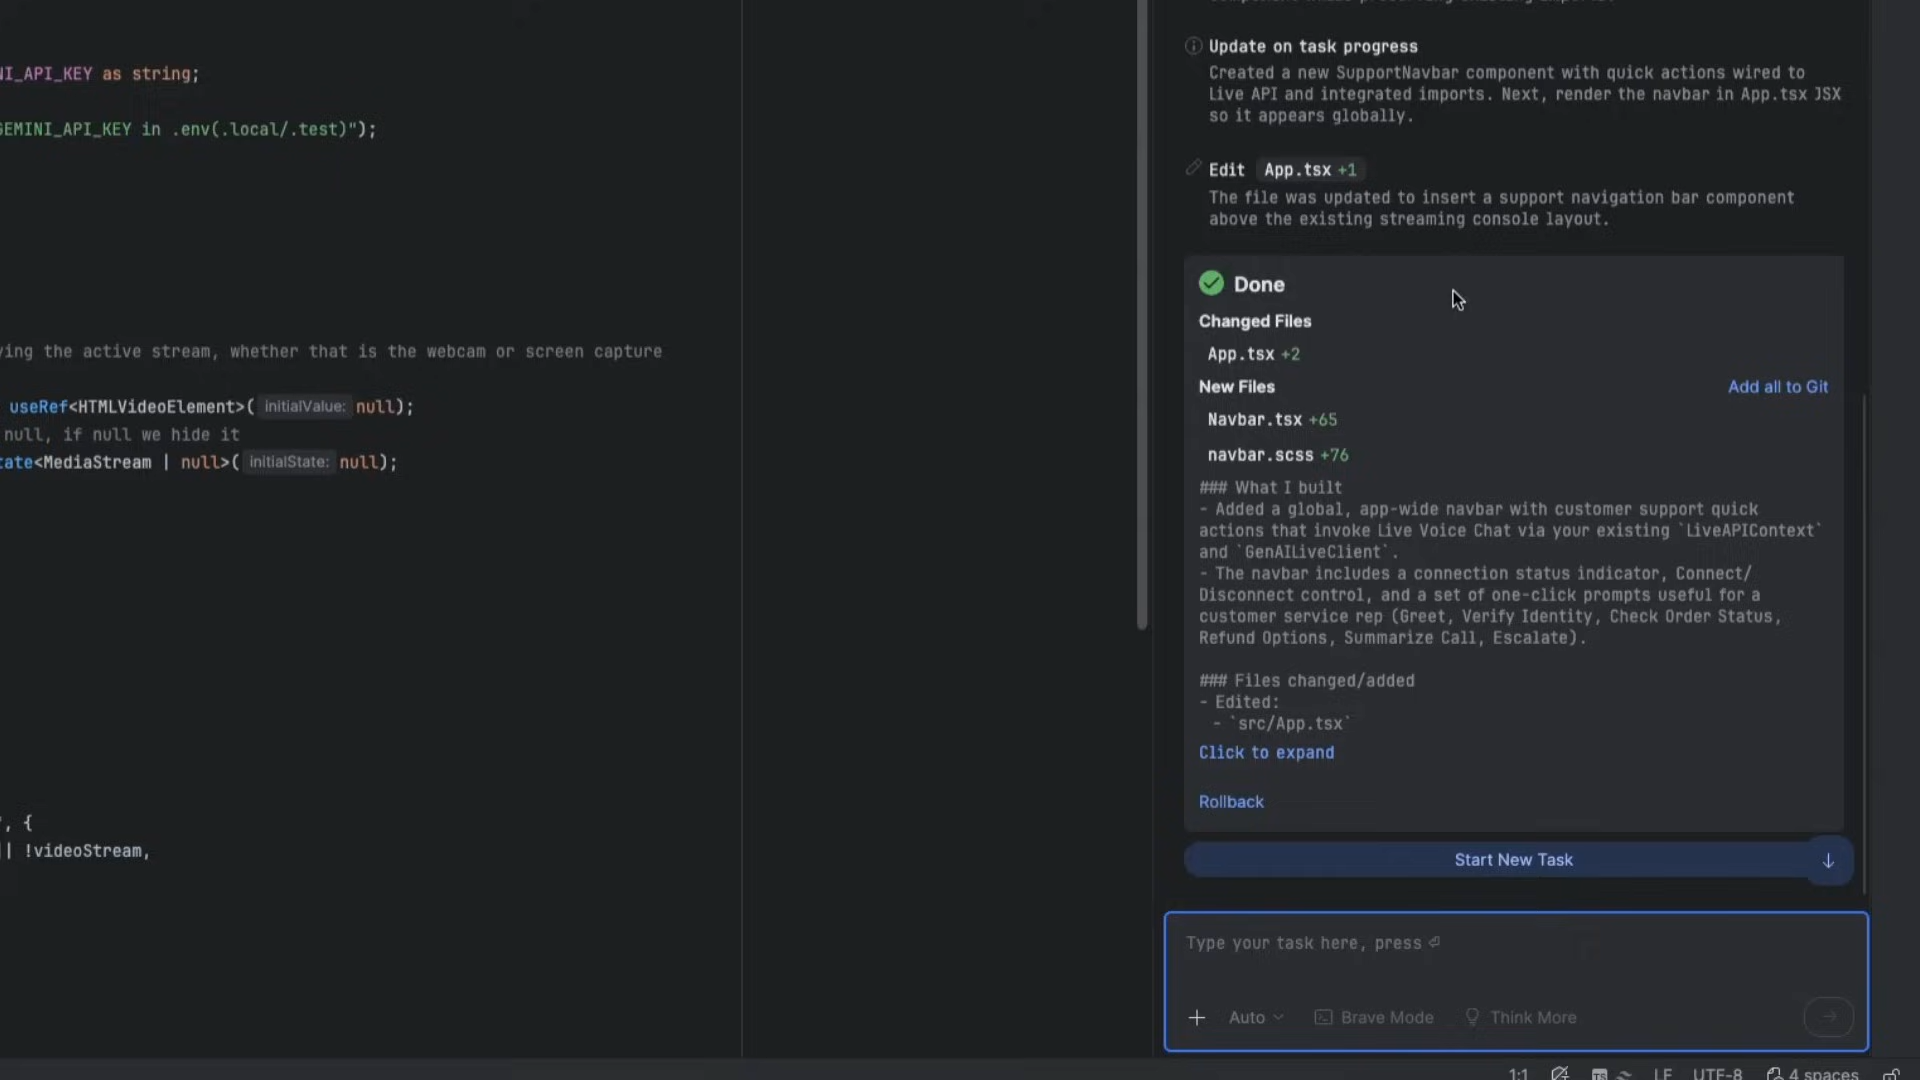 NI_API_KEY as string;
GEMINI_API_KEY in .env(.local/.test)");
ying the active stream, whether that is the webcam or screen capture
useRef<HTMLVideoElement>( initialValue: null);
null, if null we hide it
tate<MediaStream | null>( initialState: null);
, {
|| !videoStream,
Update on task progress
Created a new SupportNavbar component with quick actions wired to
Live API and integrated imports. Next, render the navbar in App.tsx JSX
so it appears globally.
Edit App.tsx +1
The file was updated to insert a support navigation bar component
above the existing streaming console layout.
Done
Changed Files
App.tsx +2
New Files Add all to Git
Navbar.tsx +65
navbar.scss +76
### What I built
- Added a global, app-wide navbar with customer support quick
actions that invoke Live Voice Chat via your existing `LiveAPIContext`
and `GenAILiveClient`.
- The navbar includes a connection status indicator, Connect/
Disconnect control, and a set of one-click prompts useful for a
customer service rep (Greet, Verify Identity, Check Order Status,
Refund Options, Summarize Call, Escalate).
### Files changed/added
- Edited:
- `src/App.tsx`
Click to expand
Rollback
Start New Task
Type your task here, press ⏎
Auto Brave Mode Think More
1:1 LF UTF-8 4 spaces